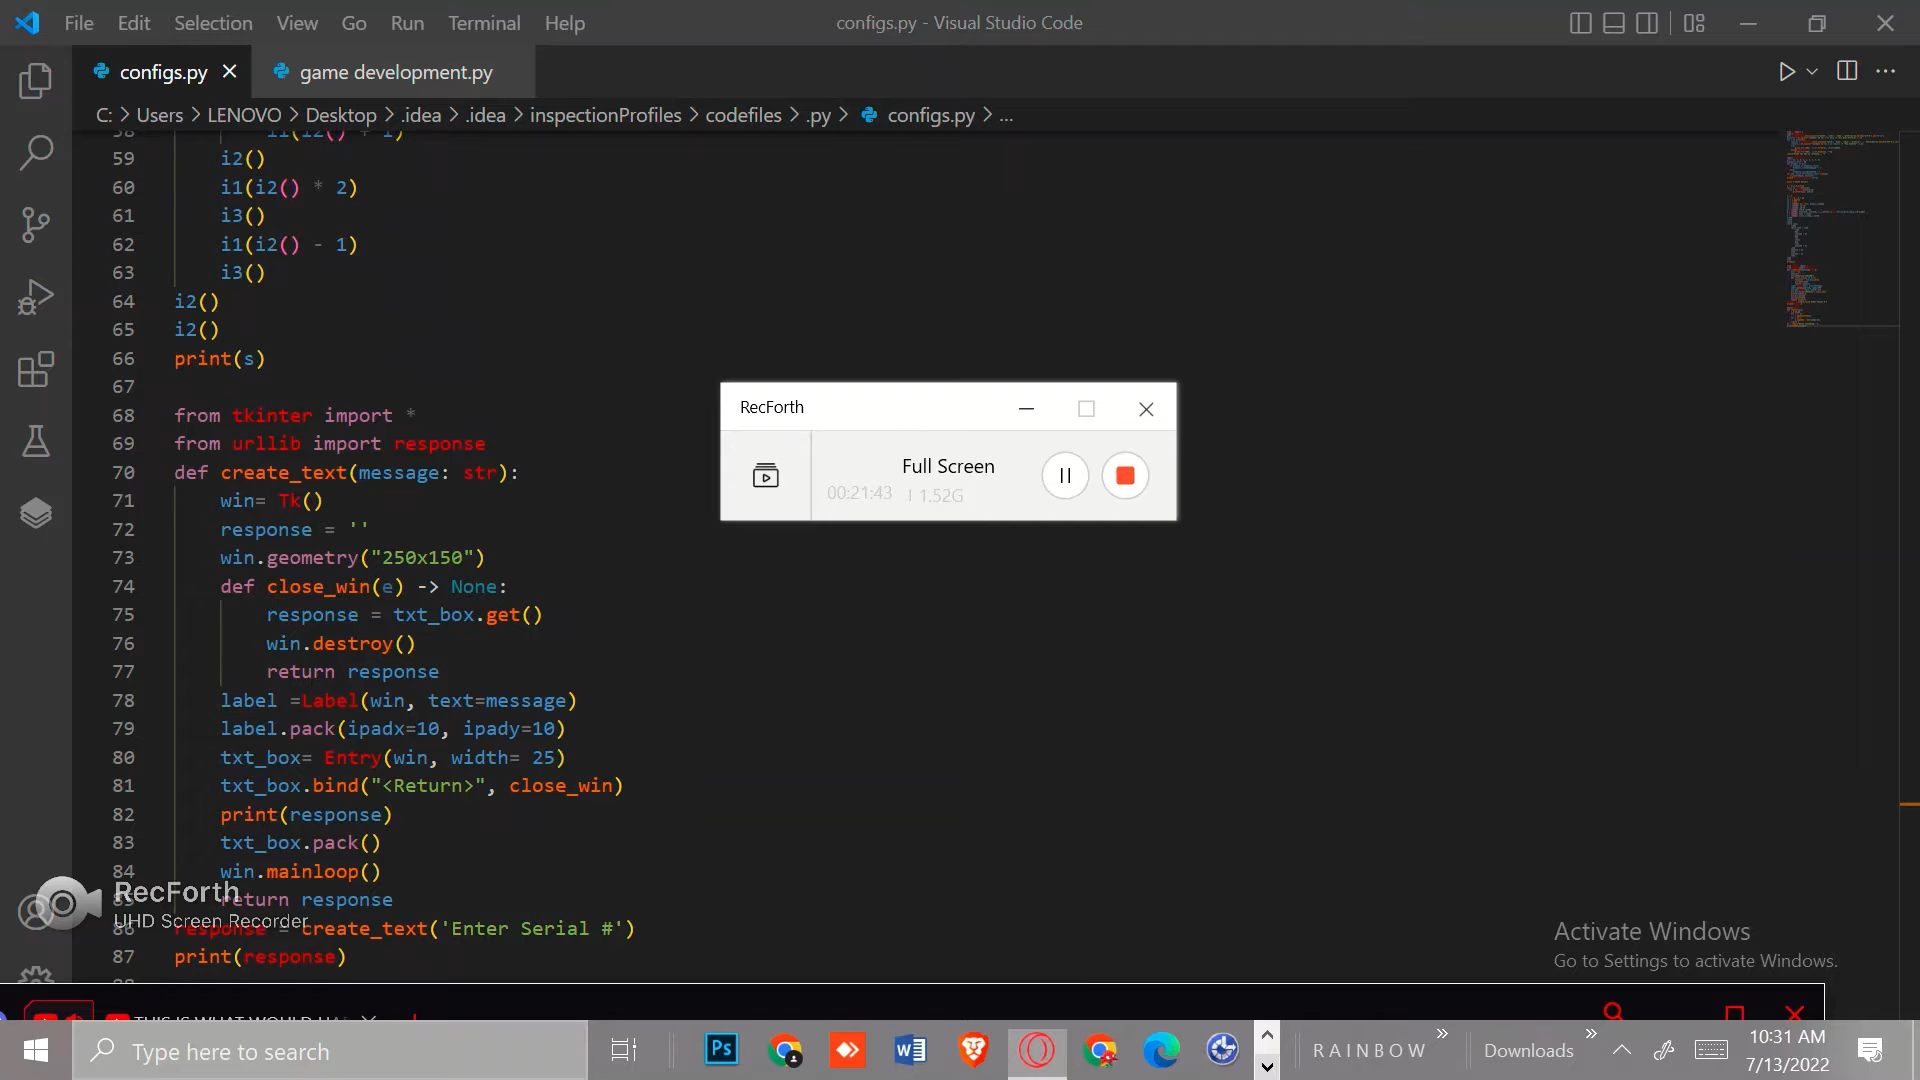 File Edit Selection View Go Run Terminal Help
configs.py - Visual Studio Code
configs.py
game development.py
C: > Users > LENOVO > Desktop > .idea > .idea > inspectionProfiles > codefiles > .py > configs.py > ...
58 i1(i2() + 1)
59 i2()
60 i1(i2() * 2)
61 i3()
62 i1(i2() - 1)
63 i3()
64 i2()
65 i2()
66 print(s)
67
68 from tkinter import *
69 from urllib import response
70 def create_text(message: str):
71 win= Tk()
72 response = ''
73 win.geometry("250x150")
74 def close_win(e) -> None:
75 response = txt_box.get()
76 win.destroy()
77 return response
78 label =Label(win, text=message)
79 label.pack(ipadx=10, ipady=10)
80 txt_box= Entry(win, width= 25)
81 txt_box.bind("<Return>", close_win)
82 print(response)
83 txt_box.pack()
84 win.mainloop()
85 return response
86 response = create_text('Enter Serial #')
87 print(response)
RecForth
Full Screen
00:21:43 | 1.52G
RecForth
UHD Screen Recorder
Activate Windows
Go to Settings to activate Windows.
Type here to search
Ps
RAINBOW
Downloads
10:31 AM
7/13/2022